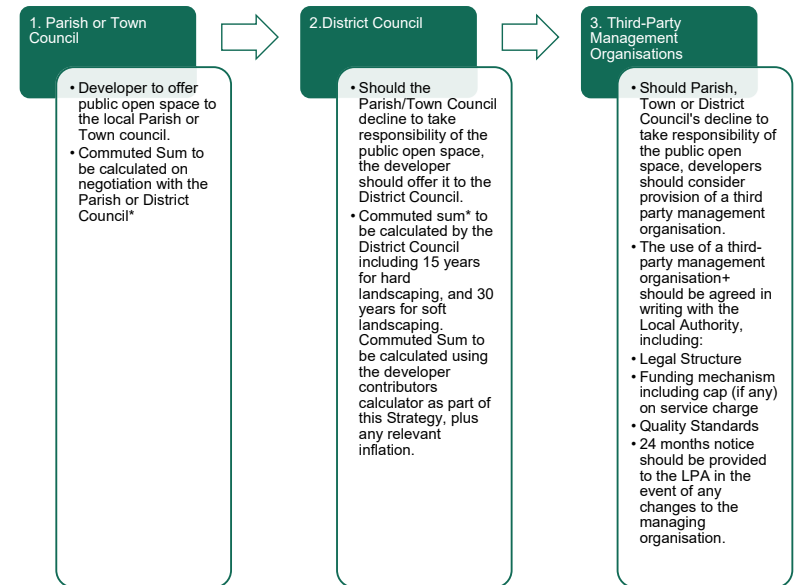 1. Parish or Town
Council
• Developer to offer
public open space to
the local Parish or
Town council.
• Commuted Sum to
be calculated on
negotiation with the
Parish or District
Council*
2.District Council
• Should the
Parish/Town Council
decline to take
responsibility of the
public open space,
the developer
should offer it to the
District Council.
• Commuted sum* to
be calculated by the
District Council
including 15 years
for hard
landscaping, and 30
years for soft
landscaping.
Commuted Sum to
be calculated using
the developer
contributors
calculator as part of
this Strategy, plus
any relevant
inflation.
3. Third-Party
Management
Organisations
• Should Parish,
Town or District
Council's decline to
take responsibility of
the public open
space, developers
should consider
provision of a third
party management
organisation.
• The use of a third-
party management
organisation+
should be agreed in
writing with the
Local Authority,
including:
• Legal Structure
• Funding mechanism
including cap (if any)
on service charge
• Quality Standards
• 24 months notice
should be provided
to the LPA in the
event of any
changes to the
managing
organisation.